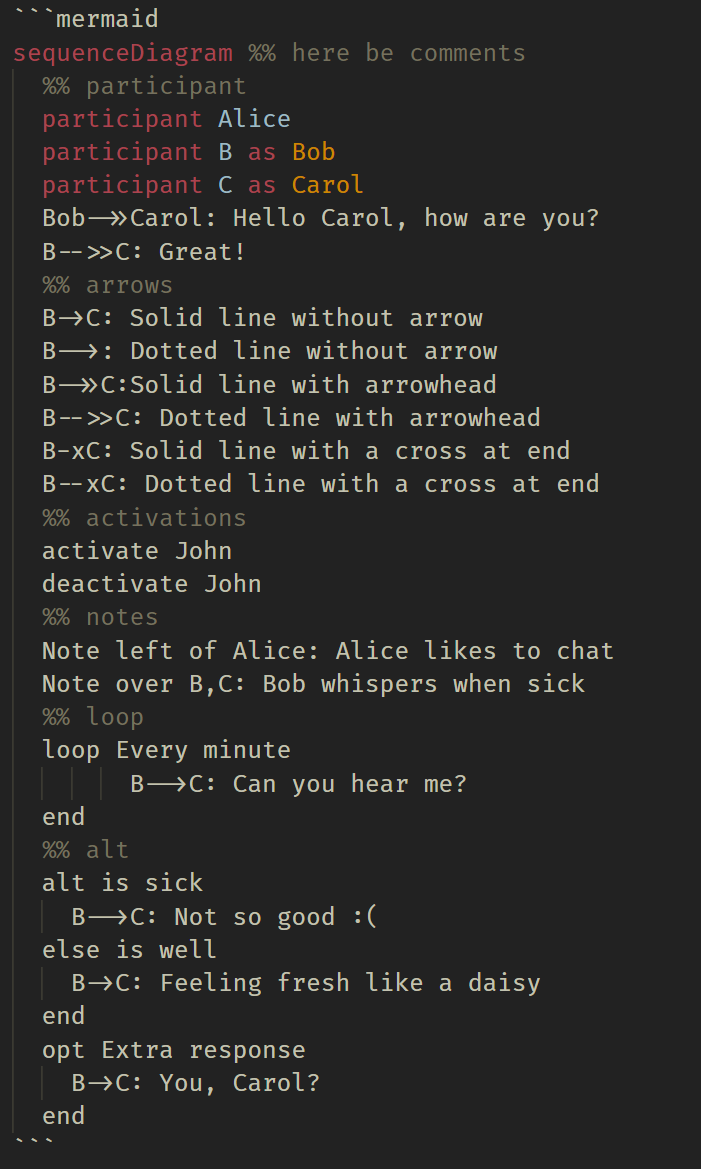 ```mermaid
sequenceDiagram %% here be comments
%% participant
participant Alice
participant B as Bob
participant C as Carol
Bob->>Carol: Hello Carol, how are you?
B-->>C: Great!
%% arrows
B->C: Solid line without arrow
B-->: Dotted line without arrow
B->>C:Solid line with arrowhead
B-->>C: Dotted line with arrowhead
B-xC: Solid line with a cross at end
B--xC: Dotted line with a cross at end
%% activations
activate John
deactivate John
%% notes
Note left of Alice: Alice likes to chat
Note over B,C: Bob whispers when sick
%% loop
loop Every minute
B-->C: Can you hear me?
end
%% alt
alt is sick
B-->C: Not so good :(
else is well
B->C: Feeling fresh like a daisy
end
opt Extra response
B->C: You, Carol?
end
```